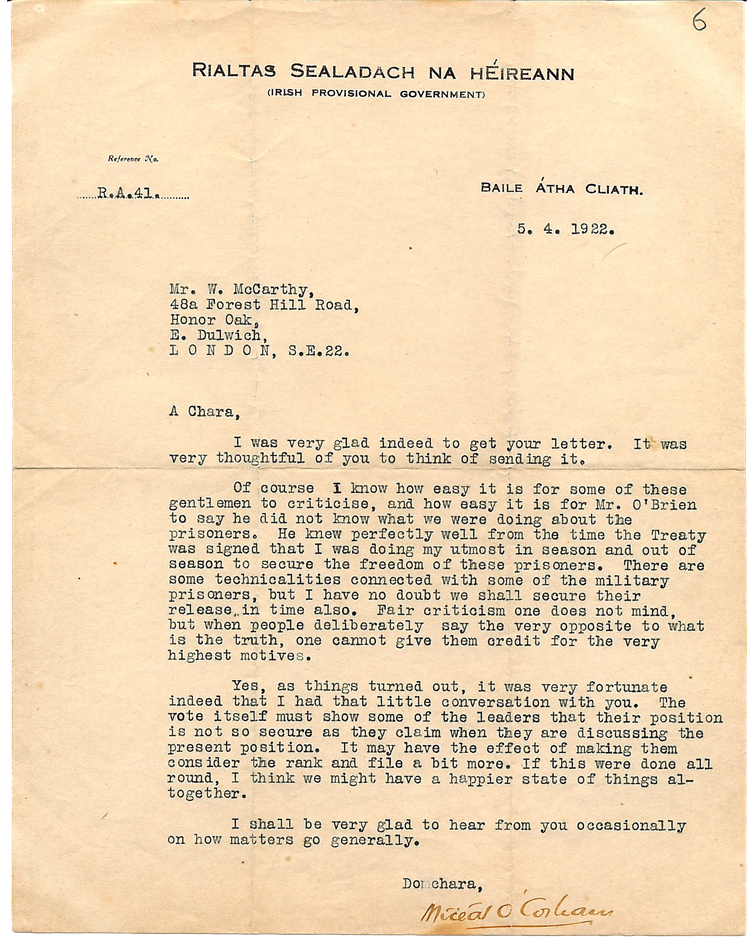 6
RIALTAS SEALADACH NA HÉIREANN
(IRISH PROVISIONAL GOVERNMENT)
Reference No.
R.A.41.
BAILE ÁTHA CLIATH.
5. 4. 1922.
Mr. W. McCarthy,
48a Forest Hill Road,
Honor Oak,
E. Dulwich,
L O N D O N, S.E.22.
A Chara,
I was very glad indeed to get your letter. It was
very thoughtful of you to think of sending it.
Of course I know how easy it is for some of these
gentlemen to criticise, and how easy it is for Mr. O'Brien
to say he did not know what we were doing about the
prisoners. He knew perfectly well from the time the Treaty
was signed that I was doing my utmost in season and out of
season to secure the freedom of these prisoners. There are
some technicalities connected with some of the military
prisoners, but I have no doubt we shall secure their
release, in time also. Fair criticism one does not mind,
but when people deliberately say the very opposite to what
is the truth, one cannot give them credit for the very
highest motives.
Yes, as things turned out, it was very fortunate
indeed that I had that little conversation with you. The
vote itself must show some of the leaders that their position
is not so secure as they claim when they are discussing the
present position. It may have the effect of making them
consider the rank and file a bit more. If this were done all
round, I think we might have a happier state of things al-
together.
I shall be very glad to hear from you occasionally
on how matters go generally.
Domchara,
Mícéál O'Coileain